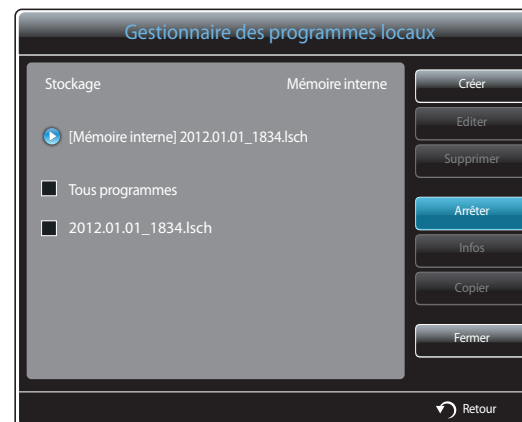 Gestionnaire des programmes locaux
Stockage Mémoire interne
[Mémoire interne] 2012.01.01_1834.lsch
Tous programmes
2012.01.01_1834.lsch
Créer
Editer
Supprimer
Arrêter
Infos
Copier
Fermer
Retour